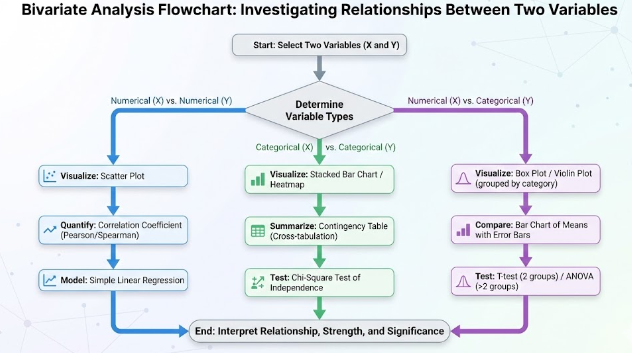 Bivariate Analysis Flowchart: Investigating Relationships Between Two Variables
Start: Select Two Variables (X and Y)
Numerical (X) vs. Numerical (Y)
Determine
Variable Types
Numerical (X) vs. Categorical (Y)
Categorical (X) vs. Categorical (Y)
Visualize: Scatter Plot
Quantify: Correlation Coefficient
(Pearson/Spearman)
Model: Simple Linear Regression
Visualize: Stacked Bar Chart /
Heatmap
Summarize: Contingency Table
(Cross-tabulation)
Test: Chi-Square Test of
Independence
Visualize: Box Plot / Violin Plot
(grouped by category)
Compare: Bar Chart of Means
with Error Bars
Test: T-test (2 groups) / ANOVA
(>2 groups)
End: Interpret Relationship, Strength, and Significance